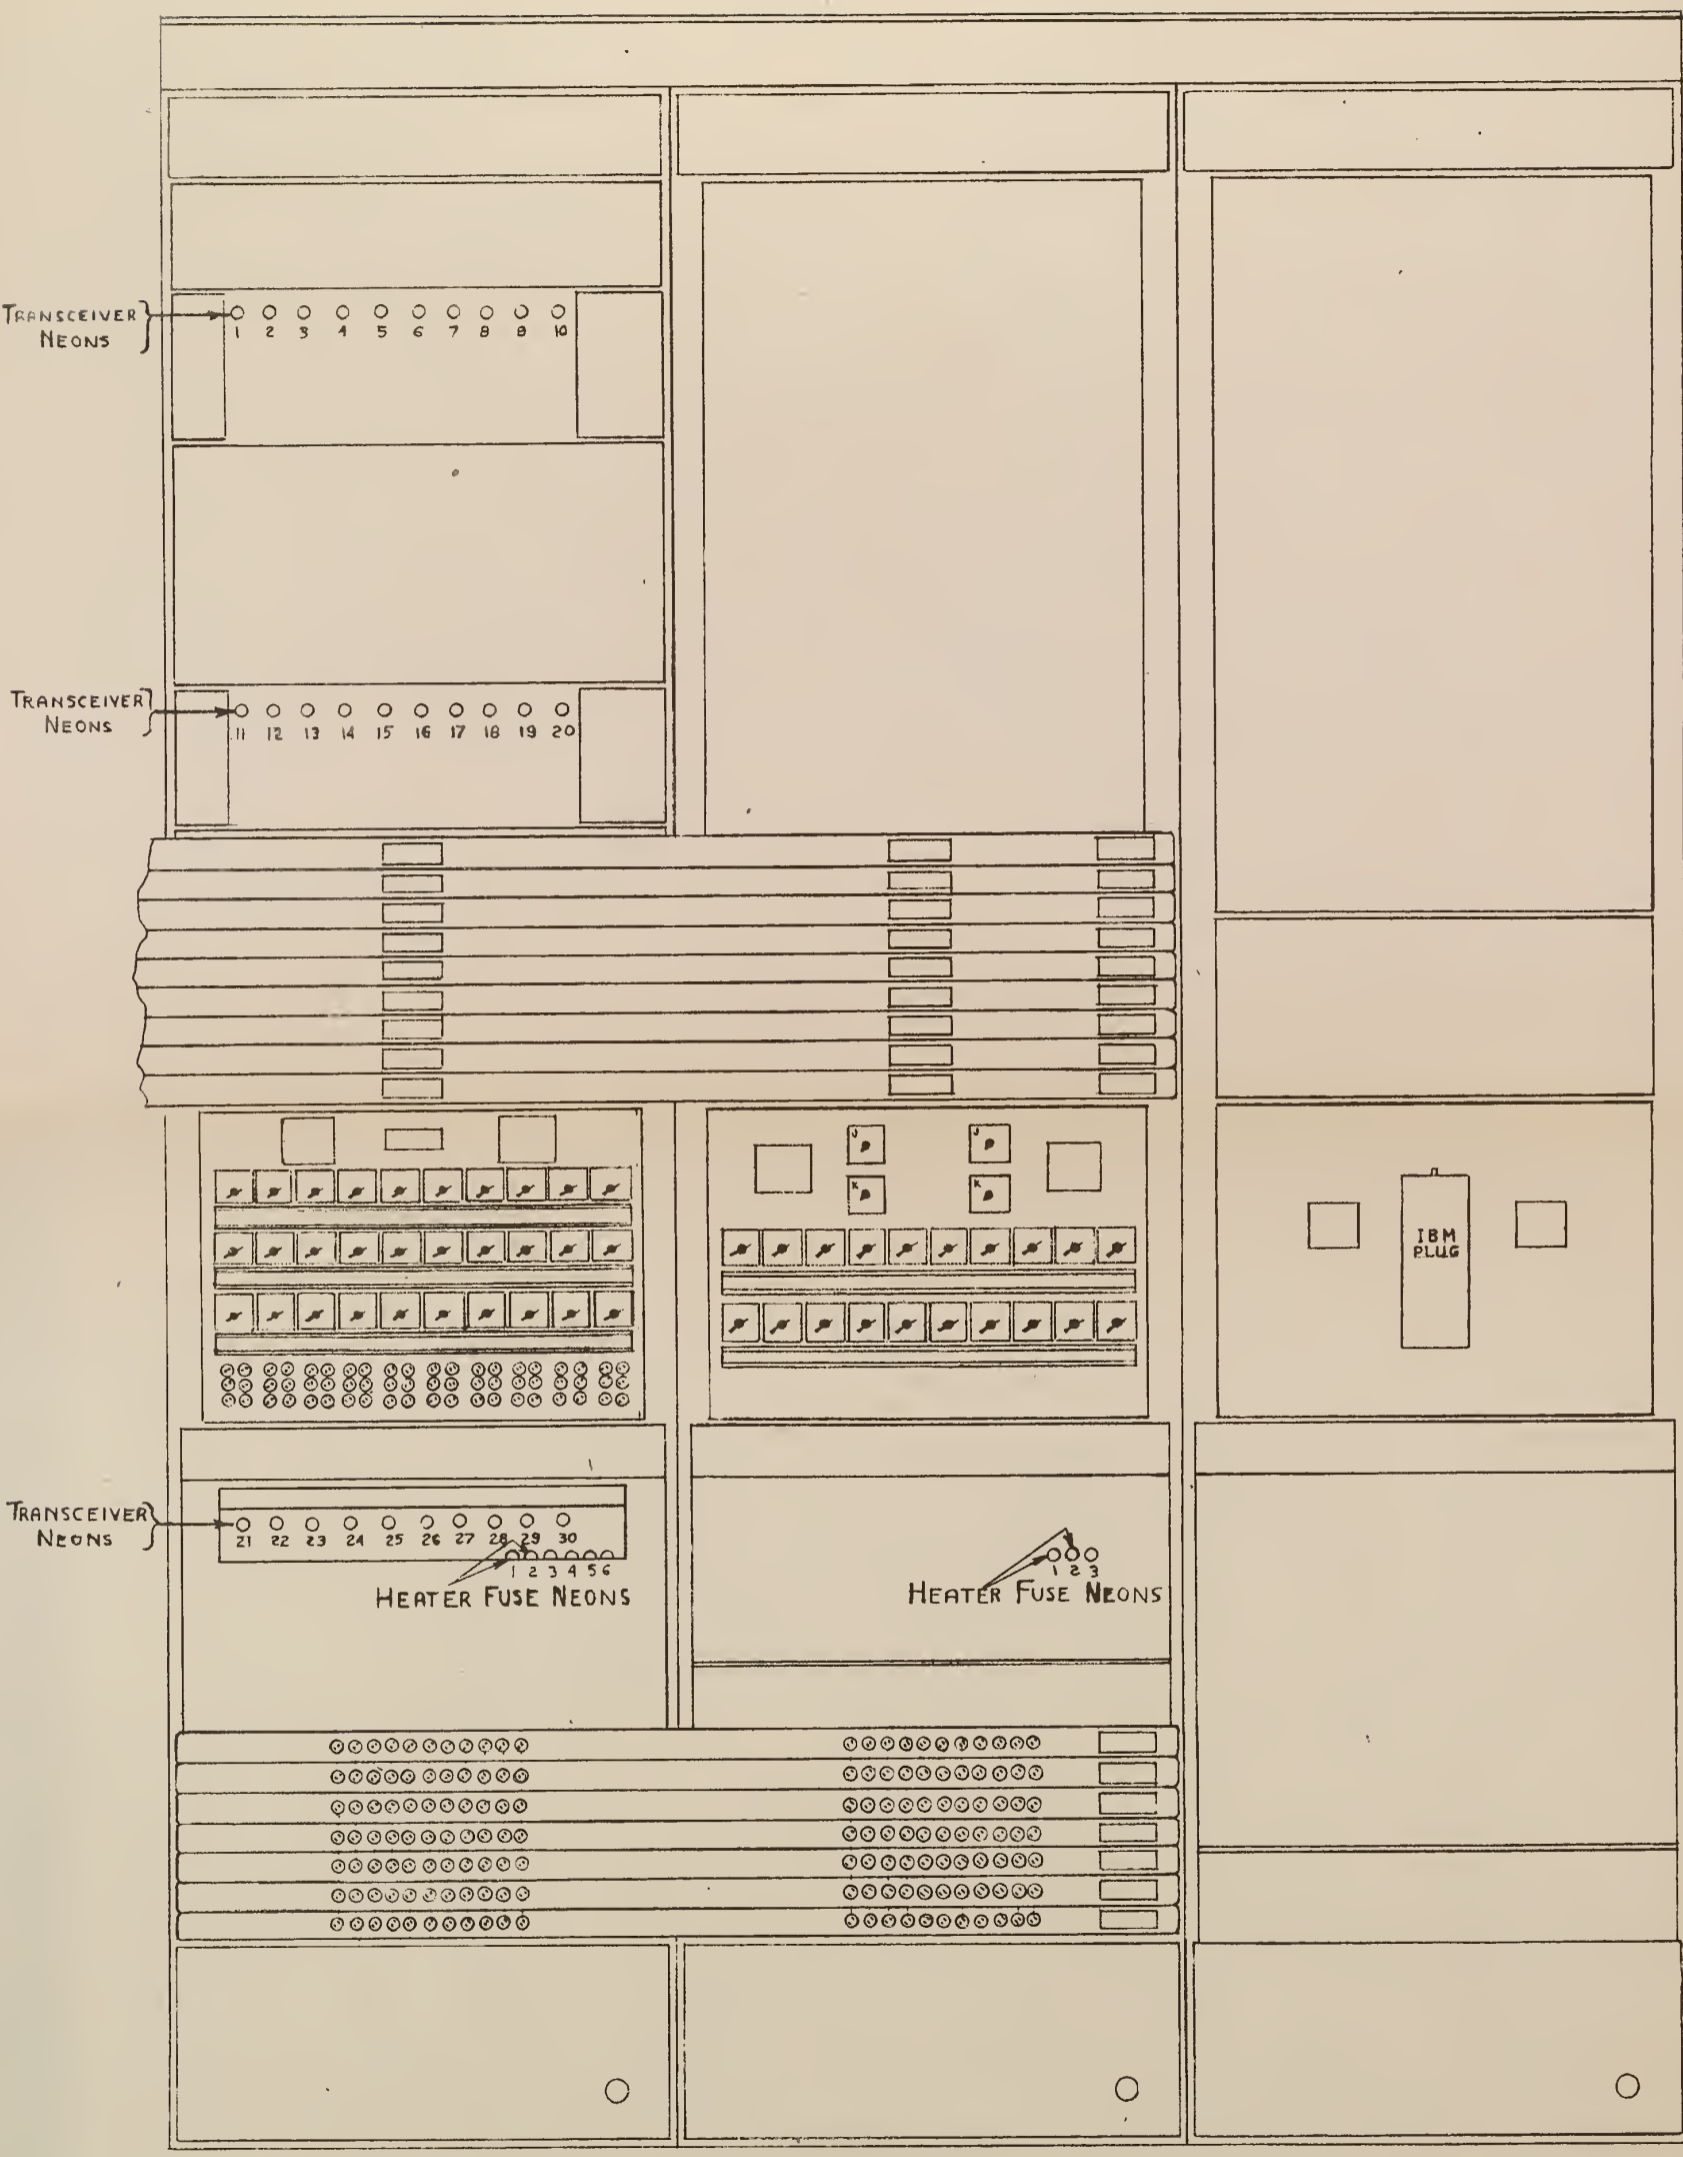 TRANSCEIVER
NEONS
1 2 3 4 5 6 7 8 9 10
TRANSCEIVER
NEONS
11 12 13 14 15 16 17 18 19 20
J J
K K
IBM
PLUG
TRANSCEIVER
NEONS
21 22 23 24 25 26 27 28 29 30
1 2 3 4 5 6
HEATER FUSE NEONS
1 2 3
HEATER FUSE NEONS